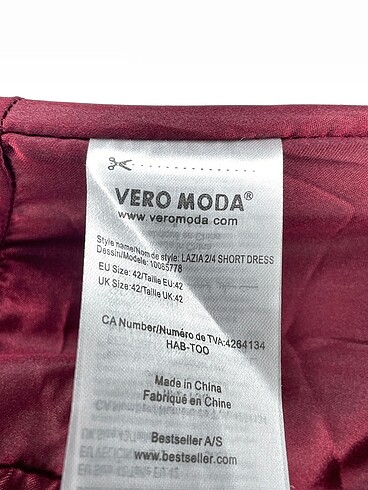 VERO MODA®
www.veromoda.com
Style name/Nom de style: LAZIA 2/4 SHORT DRESS
Dessin/Modele: 10085778
EU Size: 42/Taille EU:42
UK Size:42/Taille UK:42
CA Number/Numéro de TVA:4264134
HAB-TOO
Made in China
Fabriqué en Chine
Bestseller A/S
www.bestseller.com